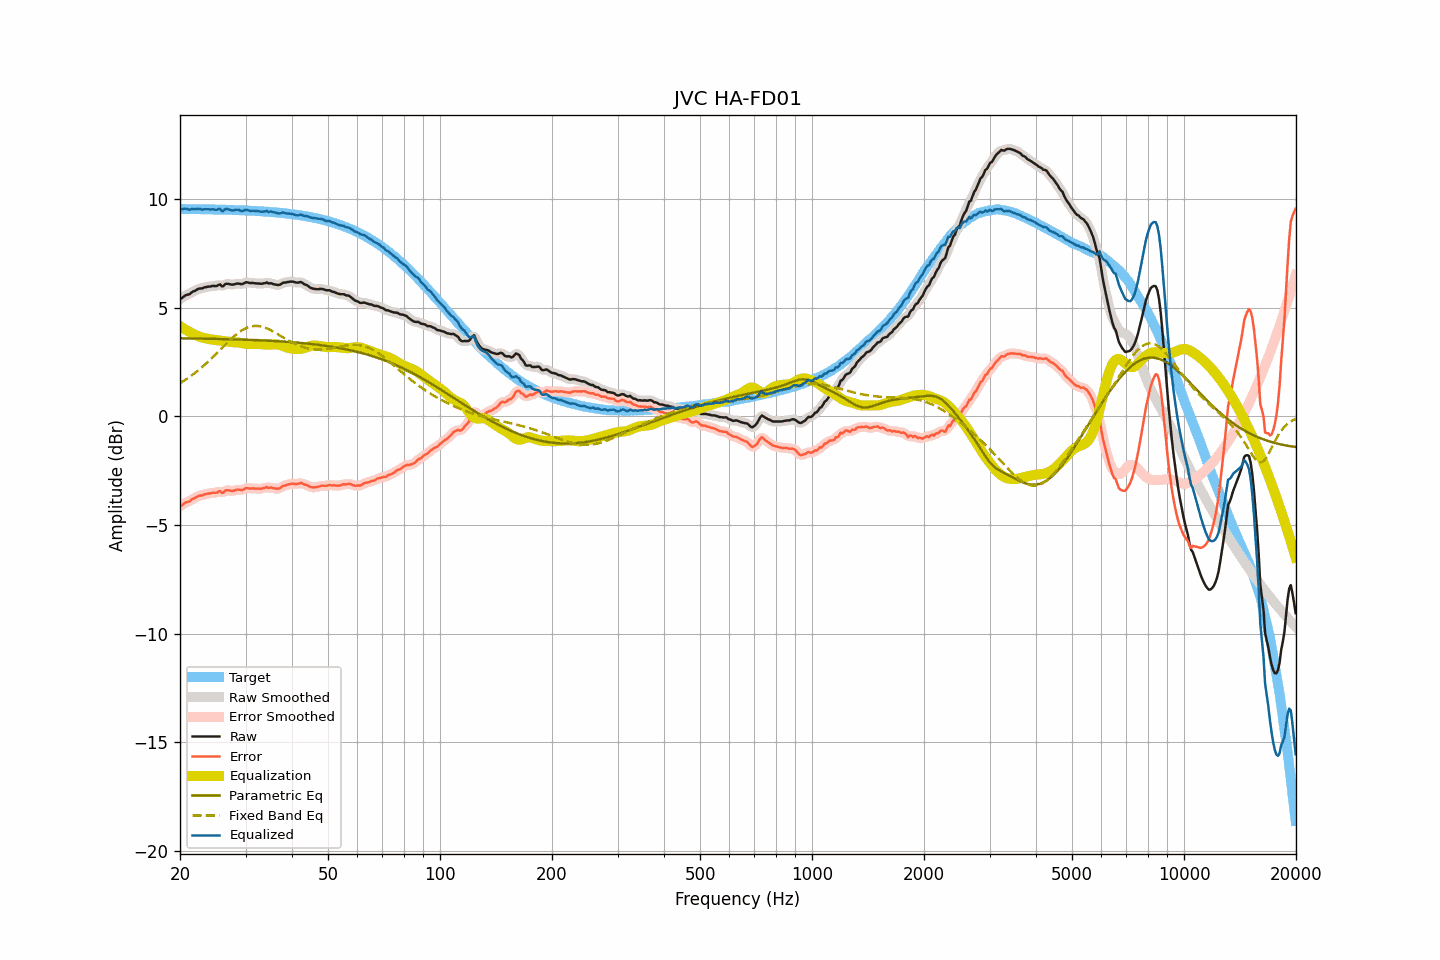 JVC HA-FD01
Amplitude (dBr)
10
5
0
−5
−10
−15
−20
Target
Raw Smoothed
Error Smoothed
Raw
Error
Equalization
Parametric Eq
Fixed Band Eq
Equalized
20 50 100 200 500 1000 2000 5000 10000 20000
Frequency (Hz)